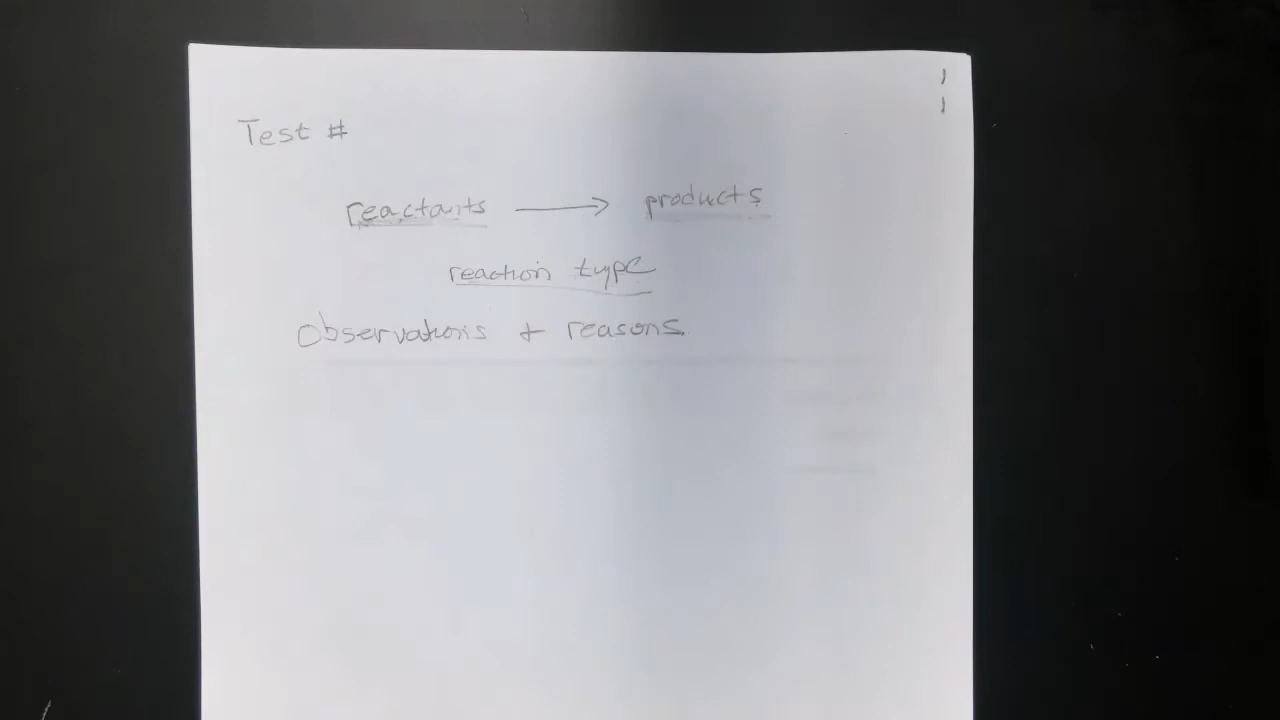 Test #
reactants → products
reaction type
Observations + reasons.